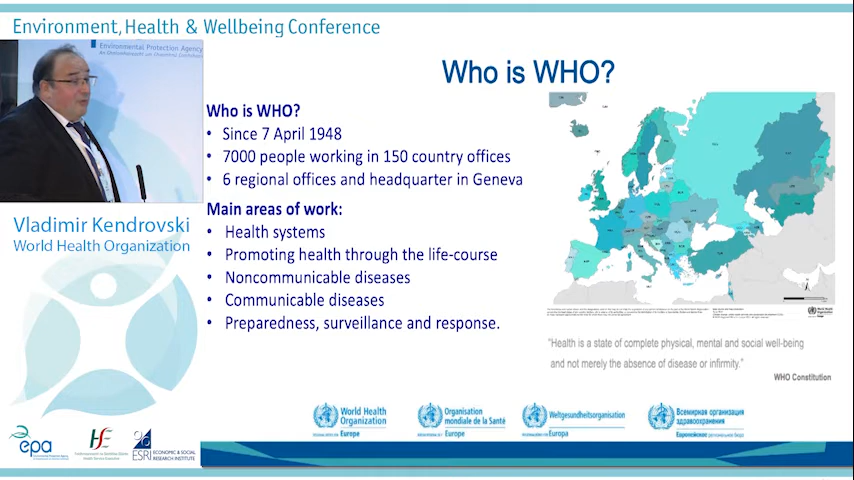 Environment, Health & Wellbeing Conference
Environmental Protection Agency
Who is WHO?
Who is WHO?
• Since 7 April 1948
• 7000 people working in 150 country offices
• 6 regional offices and headquarter in Geneva
Main areas of work:
• Health systems
• Promoting health through the life-course
• Noncommunicable diseases
• Communicable diseases
• Preparedness, surveillance and response.
Vladimir Kendrovski
World Health Organization
"Health is a state of complete physical, mental and social well-being
and not merely the absence of disease or infirmity."
WHO Constitution
World Health
Organization
Europe
Organisation
mondiale de la Santé
Europe
Weltgesundheitsorganisation
Europa
Всемирная организация
здравоохранения
Европейское региональное бюро
epa
HE
ESRI
ECONOMIC & SOCIAL
RESEARCH INSTITUTE